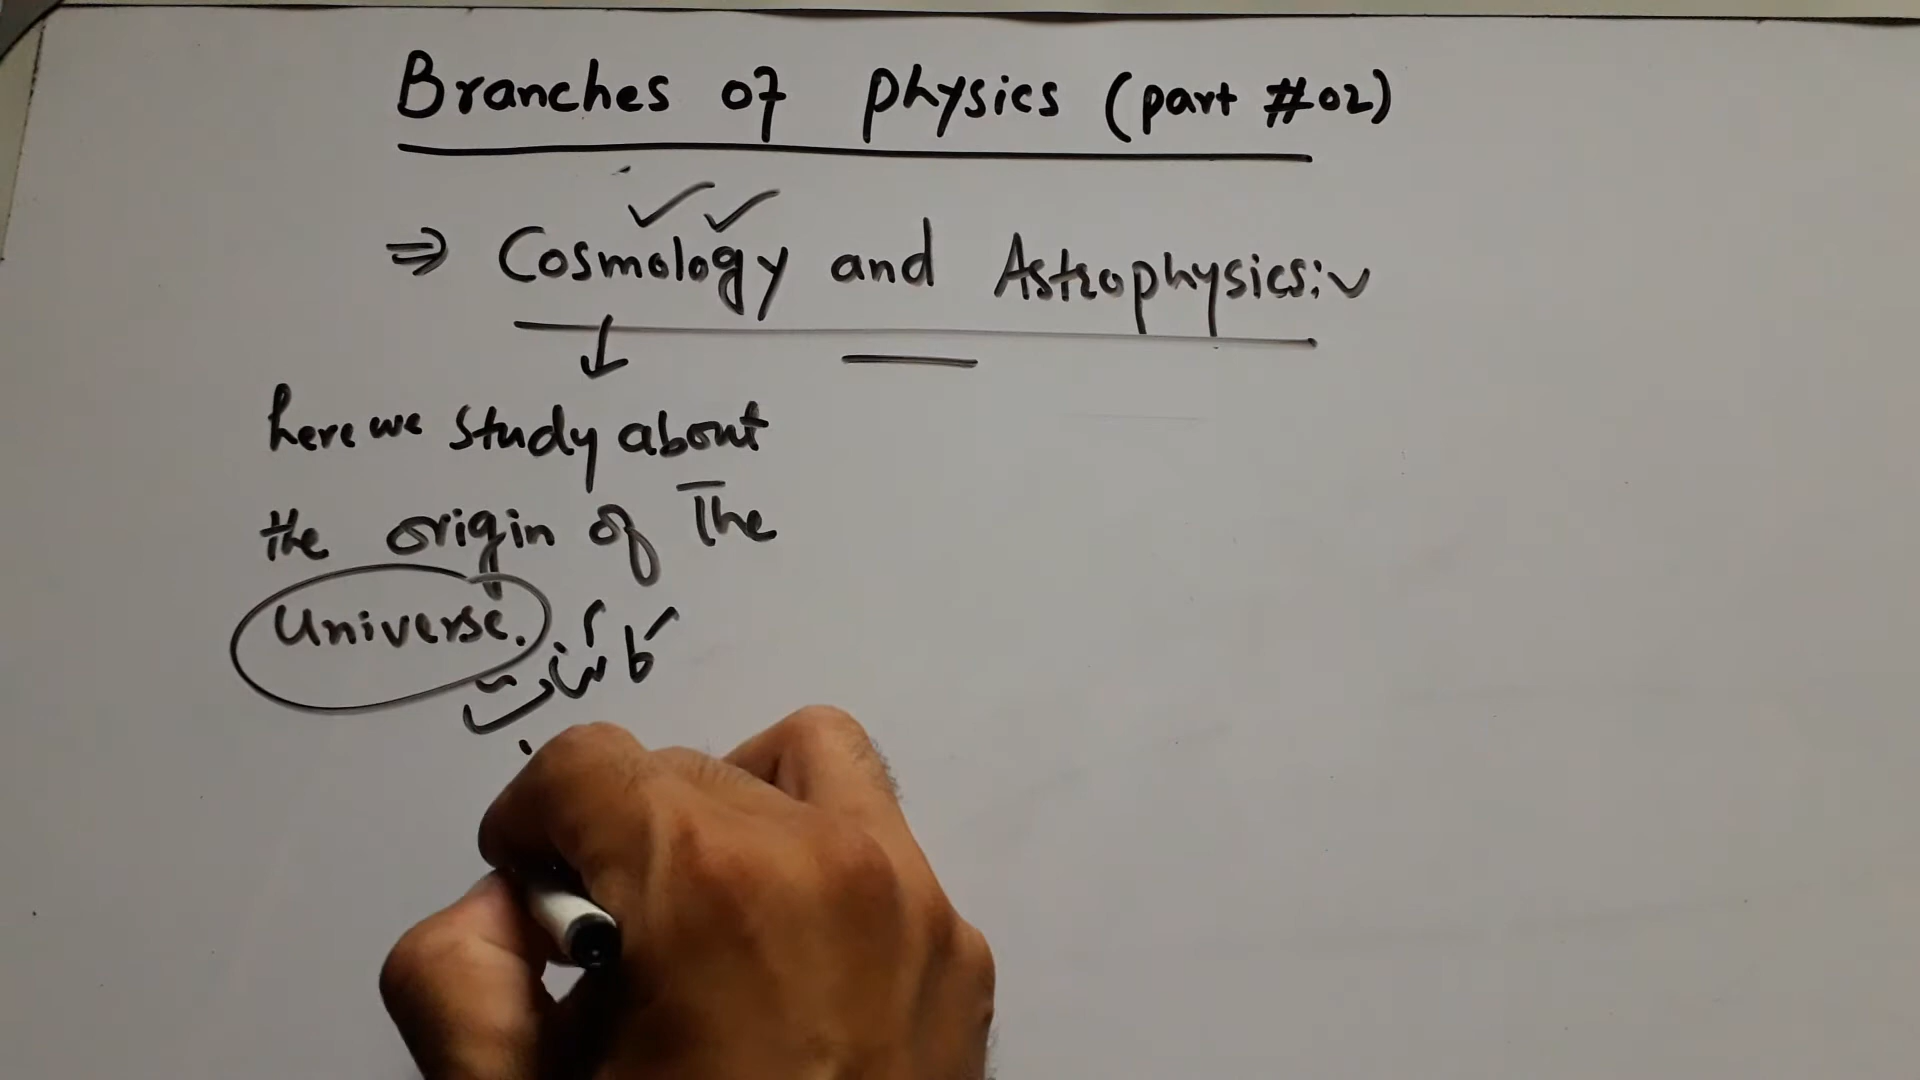 Branches of physics (part #02)
⇒ Cosmology and Astrophysics:
here we study about
the origin of The
Universe.